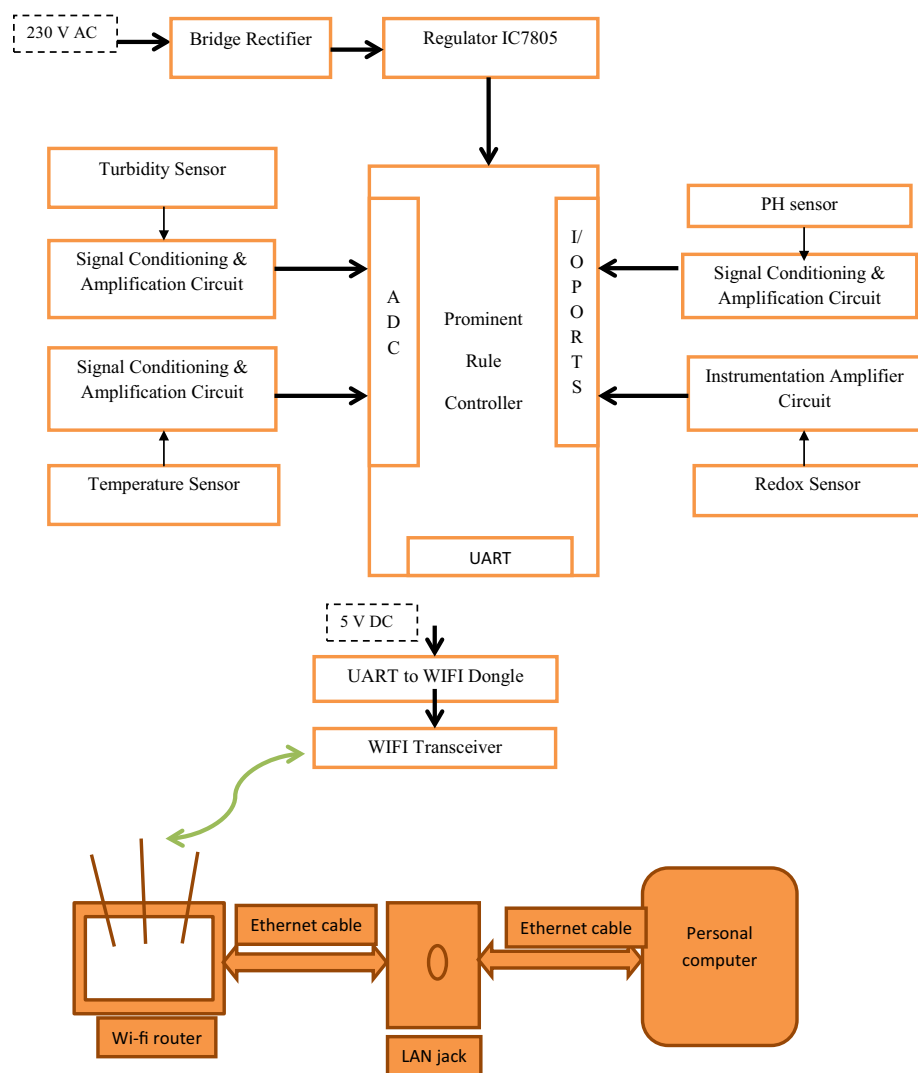 230 V AC
Bridge Rectifier
Regulator IC7805
Turbidity Sensor
Signal Conditioning &
Amplification Circuit
Signal Conditioning &
Amplification Circuit
Temperature Sensor
A
D
C
Prominent
Rule
Controller
I/
O
P
O
R
T
S
UART
PH sensor
Signal Conditioning &
Amplification Circuit
Instrumentation Amplifier
Circuit
Redox Sensor
5 V DC
UART to WIFI Dongle
WIFI Transceiver
Ethernet cable
Ethernet cable
Personal
computer
Wi-fi router
LAN jack